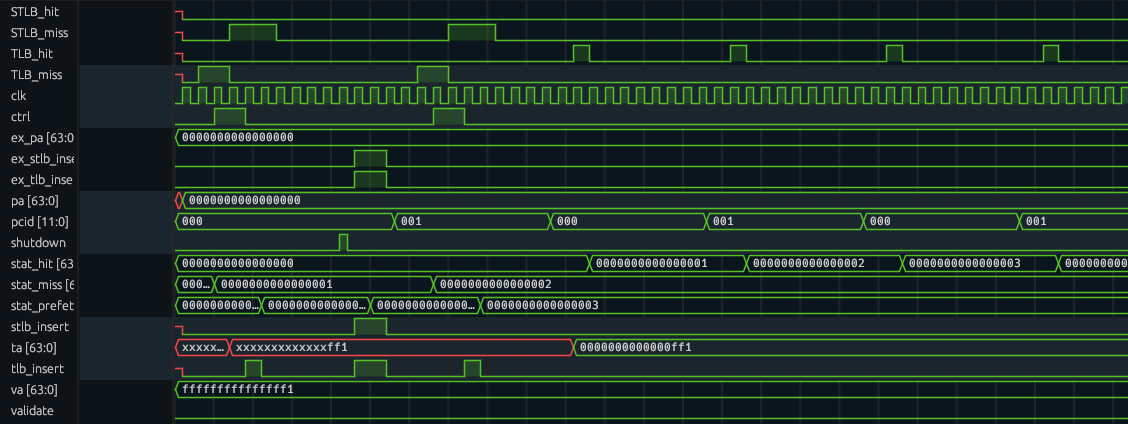 STLB_hit
STLB_miss
TLB_hit
TLB_miss
clk
ctrl
ex_pa [63:0 0000000000000000
ex_stlb_inse
ex_tlb_inse
pa [63:0] 0000000000000000
pcid [11:0] 000 001 000 001 000 001
shutdown
stat_hit [63 0000000000000000 0000000000000001 0000000000000002 0000000000000003 000000000
stat_miss [6 000… 0000000000000001 0000000000000002
stat_prefet 0000000000… 0000000000000… 0000000000000… 0000000000000003
stlb_insert
ta [63:0] xxxxx… xxxxxxxxxxxxxff1 0000000000000ff1
tlb_insert
va [63:0] fffffffffffffff1
validate